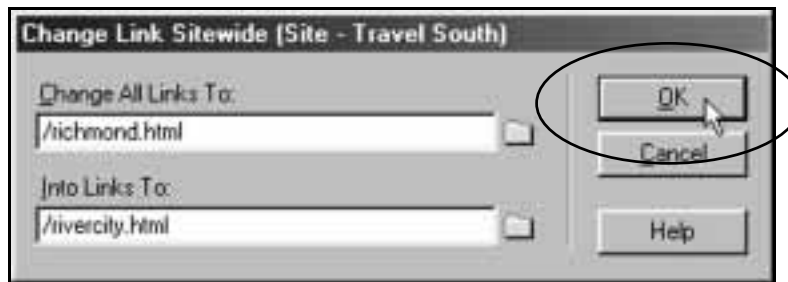 Change Link Sitewide (Site - Travel South)
Change All Links To:
/richmond.html
Into Links To:
/rivercity.html
OK
Cancel
Help